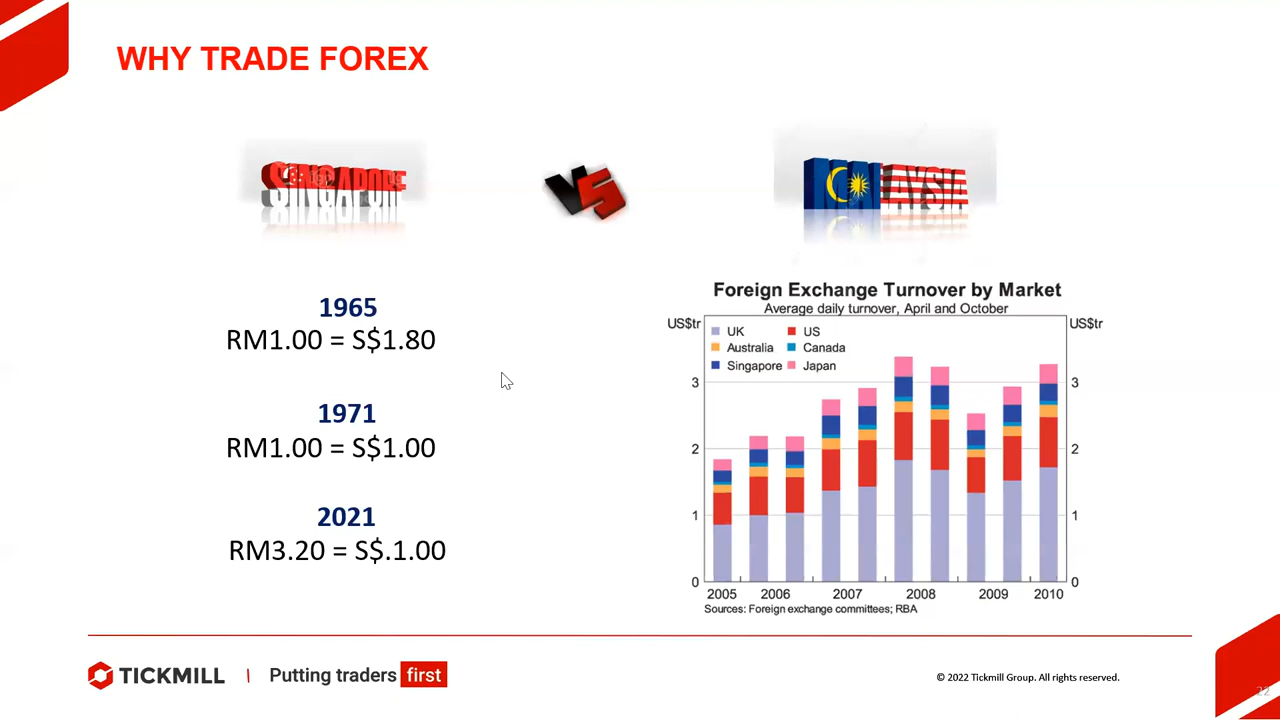 WHY TRADE FOREX
SINGAPORE
VS
MALAYSIA
1965
RM1.00 = S$1.80
1971
RM1.00 = S$1.00
2021
RM3.20 = S$.1.00
Foreign Exchange Turnover by Market
Average daily turnover, April and October
US$tr
US$tr
UK
US
Australia
Canada
Singapore
Japan
3
3
2
2
1
1
0
0
2005
2006
2007
2008
2009
2010
Sources: Foreign exchange committees; RBA
TICKMILL
Putting traders first
© 2022 Tickmill Group. All rights reserved.
22